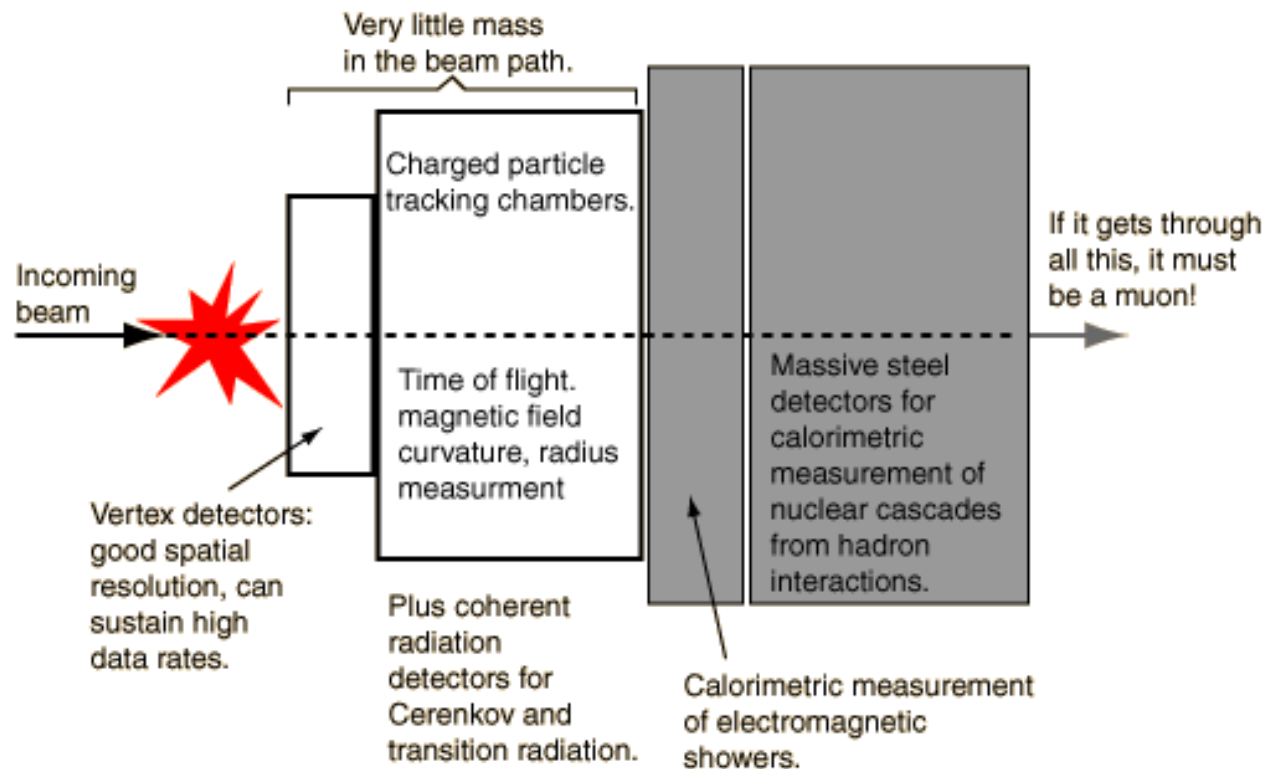 Very little mass
in the beam path.
Charged particle
tracking chambers.
If it gets through
all this, it must
be a muon!
Incoming
beam
Time of flight.
magnetic field
curvature, radius
measurment
Massive steel
detectors for
calorimetric
measurement of
nuclear cascades
from hadron
interactions.
Vertex detectors:
good spatial
resolution, can
sustain high
data rates.
Plus coherent
radiation
detectors for
Cerenkov and
transition radiation.
Calorimetric measurement
of electromagnetic
showers.